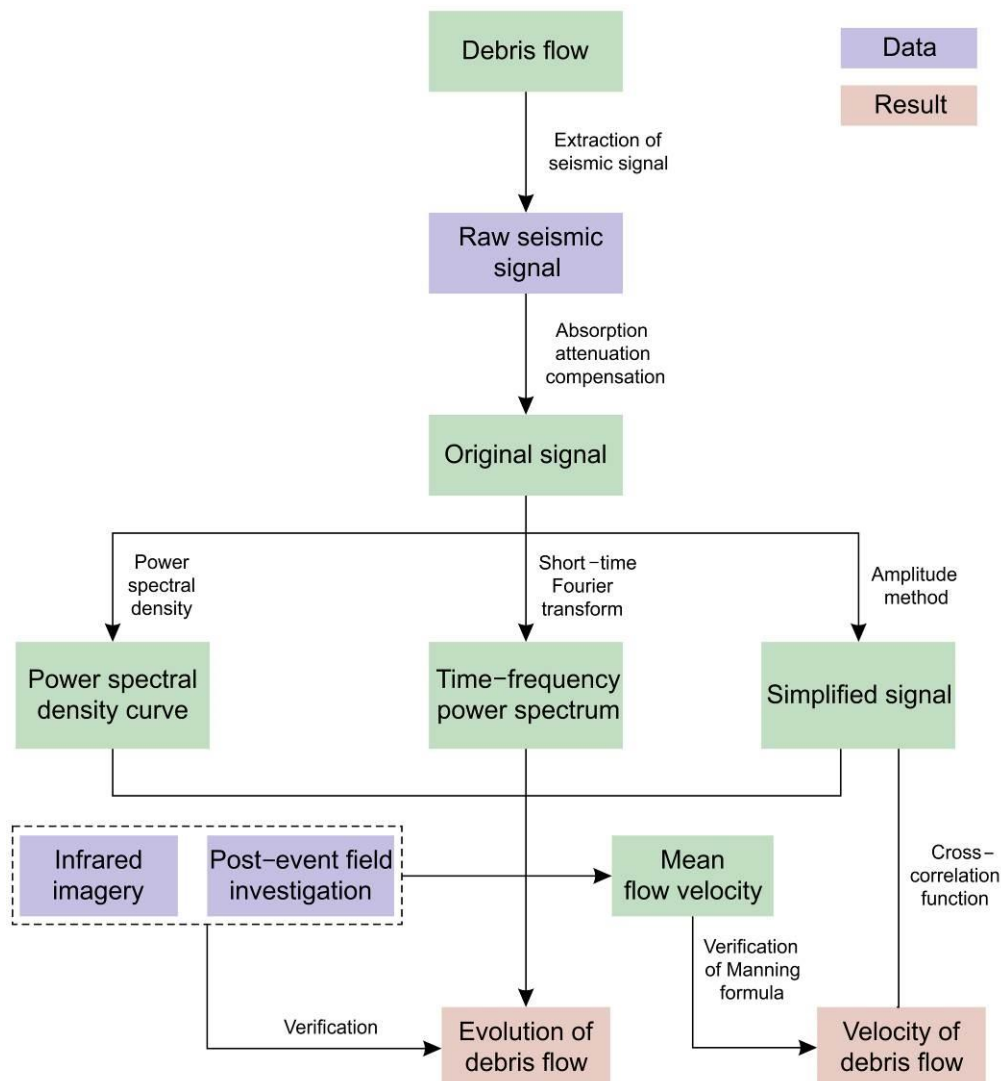 Debris flow
Data
Result
Extraction of
seismic signal
Raw seismic
signal
Absorption
attenuation
compensation
Original signal
Power
spectral
density
Short-time
Fourier
transform
Amplitude
method
Power spectral
density curve
Time-frequency
power spectrum
Simplified signal
Infrared
imagery
Post-event field
investigation
Mean
flow velocity
Cross-
correlation
function
Verification
of Manning
formula
Verification
Evolution of
debris flow
Velocity of
debris flow